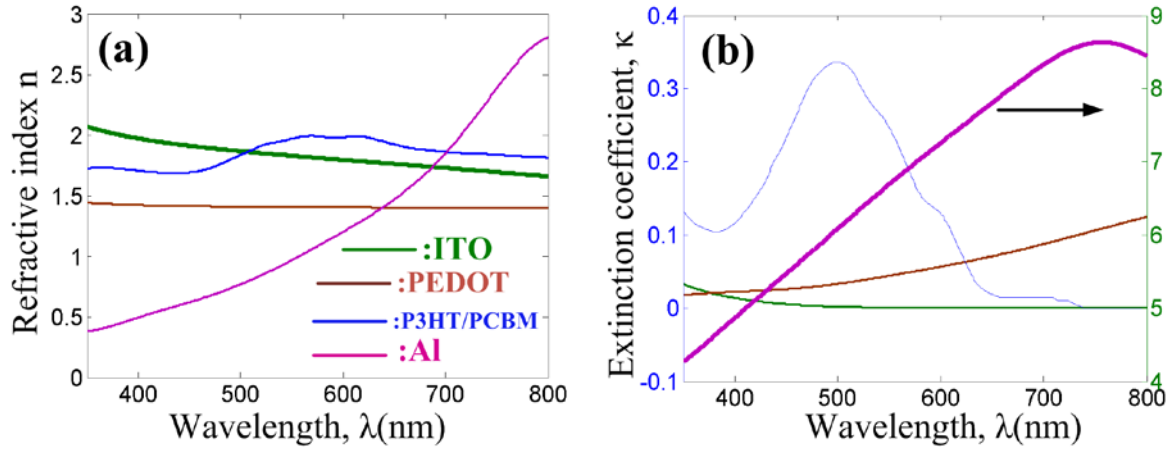 (a)
Refractive index n
3
2.5
2
1.5
1
0.5
0
400 500 600 700 800
Wavelength, λ(nm)
:ITO
:PEDOT
:P3HT/PCBM
:Al
(b)
Extinction coefficient, κ
0.4
0.3
0.2
0.1
0
-0.1
9
8
7
6
5
4
400 500 600 700 800
Wavelength, λ(nm)